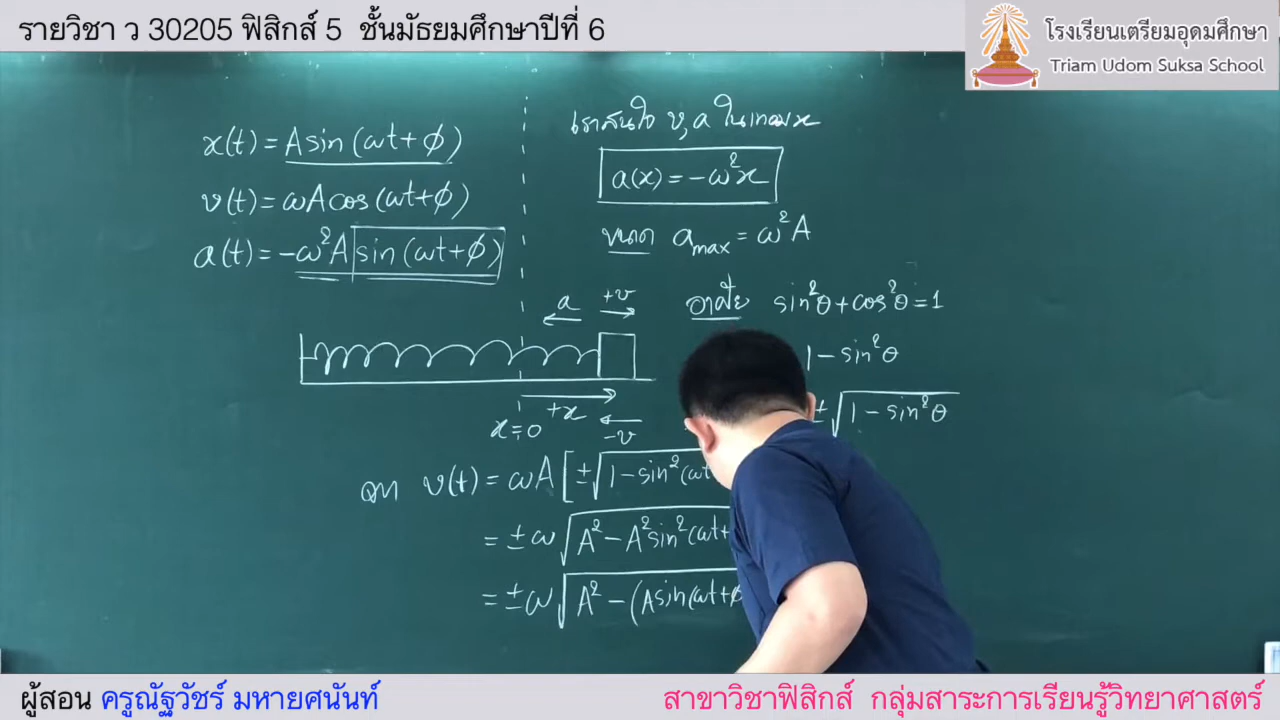 รายวิชา ว 30205 ฟิสิกส์ 5 ชั้นมัธยมศึกษาปีที่ 6
โรงเรียนเตรียมอุดมศึกษา
Triam Udom Suksa School
x(t) = A sin (ωt + φ)
v(t) = ωA cos (ωt + φ)
a(t) = -ω²A sin (ωt + φ)
เราสนใจ v, a ในเทอม x
a(x) = -ω²x
ขนาด a max = ω²A
อาศัย sin²θ + cos²θ = 1
1 - sin²θ
± √1 - sin²θ
a
+v
+x
x = 0
-v
จาก v(t) = ωA [ ± √1 - sin² (ωt
= ± ω √A² - A² sin² (ωt +
= ± ω √A² - (A sin (ωt + φ
ผู้สอน ครูณัฐวัชร์ มหายศนันท์
สาขาวิชาฟิสิกส์ กลุ่มสาระการเรียนรู้วิทยาศาสตร์